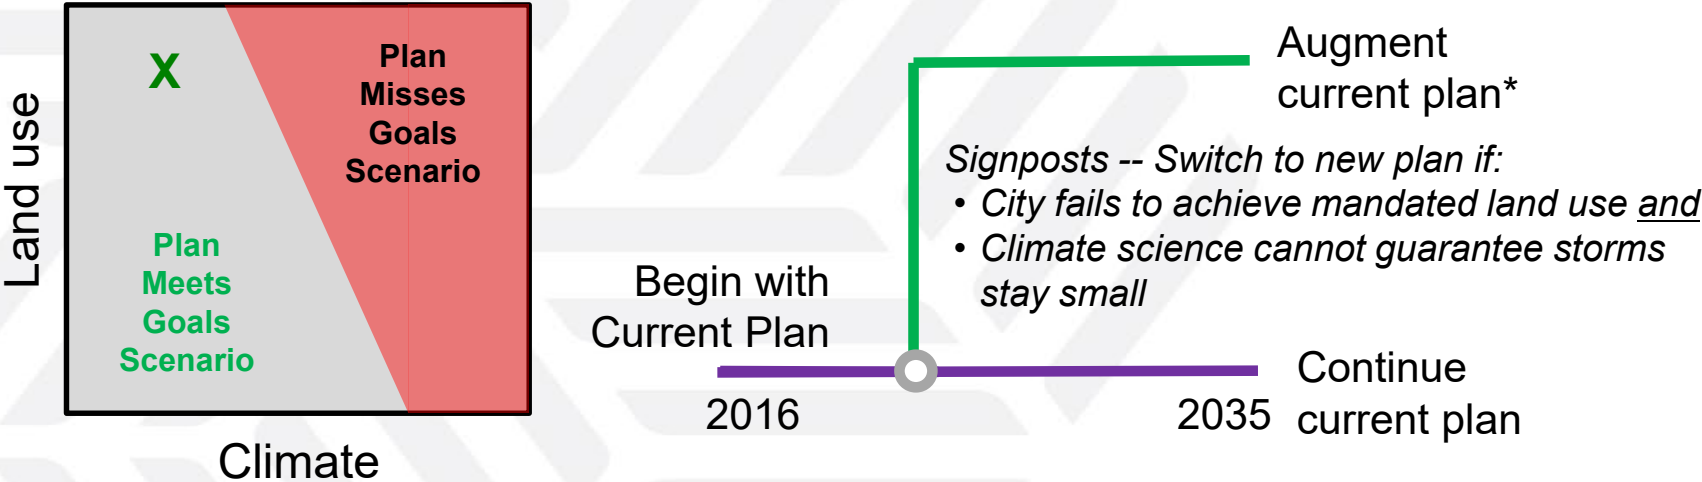 Land use
X
Plan
Misses
Goals
Scenario
Plan
Meets
Goals
Scenario
Climate
Augment
current plan*
Signposts -- Switch to new plan if:
• City fails to achieve mandated land use and
• Climate science cannot guarantee storms
stay small
Begin with
Current Plan
2016
2035
Continue
current plan